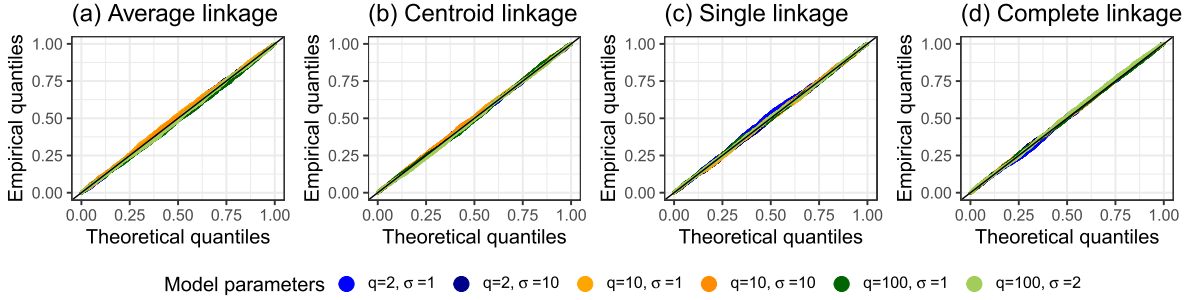 (a) Average linkage
(b) Centroid linkage
(c) Single linkage
(d) Complete linkage
Empirical quantiles
1.00
0.75
0.50
0.25
0.00
0.00 0.25 0.50 0.75 1.00
Theoretical quantiles
Empirical quantiles
1.00
0.75
0.50
0.25
0.00
0.00 0.25 0.50 0.75 1.00
Theoretical quantiles
Empirical quantiles
1.00
0.75
0.50
0.25
0.00
0.00 0.25 0.50 0.75 1.00
Theoretical quantiles
Empirical quantiles
1.00
0.75
0.50
0.25
0.00
0.00 0.25 0.50 0.75 1.00
Theoretical quantiles
Model parameters q=2, σ =1 q=2, σ =10 q=10, σ =1 q=10, σ =10 q=100, σ =1 q=100, σ =2